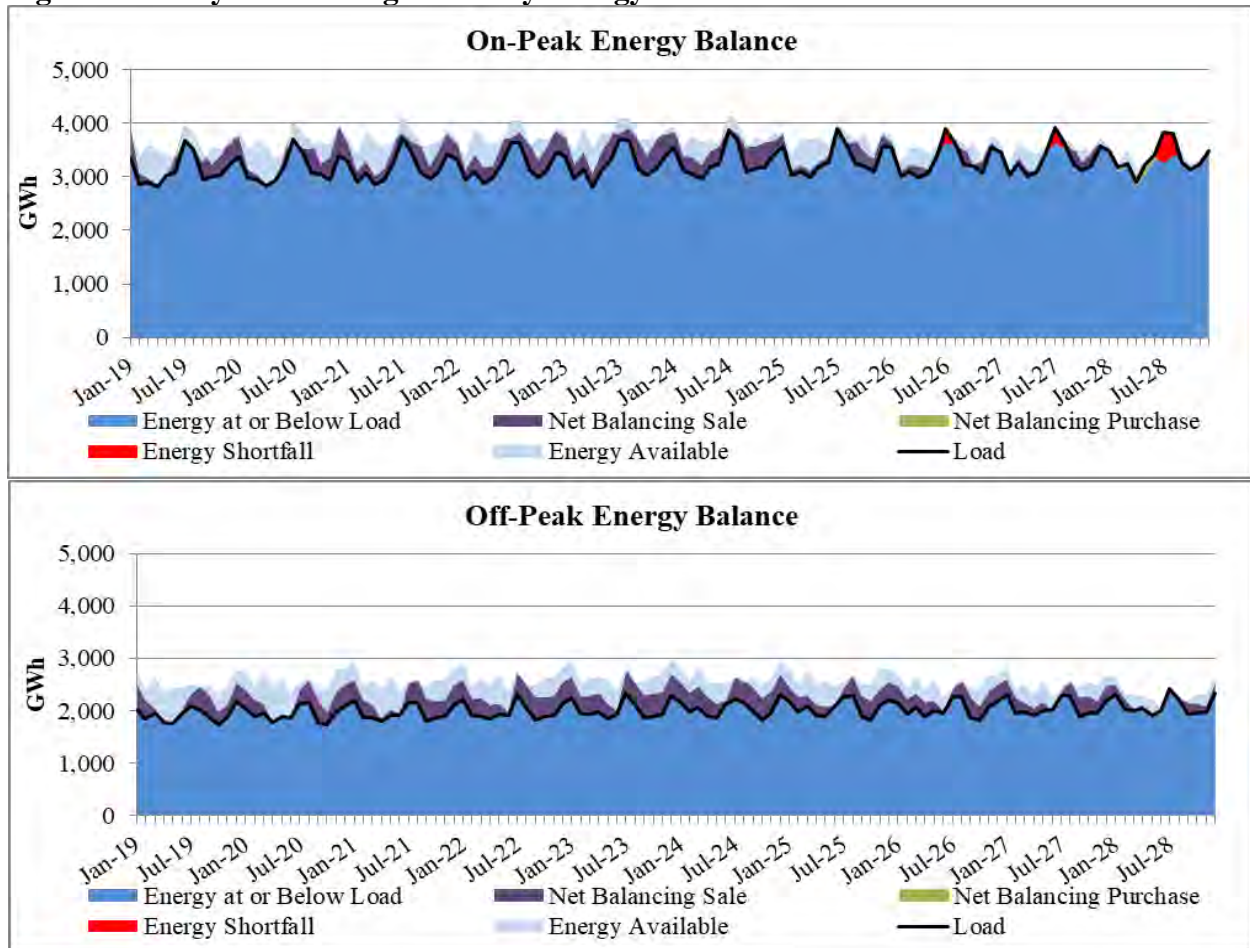 On-Peak Energy Balance
5,000
4,000
3,000
2,000
1,000
0
GWh
Jan-19 Jul-19 Jan-20 Jul-20 Jan-21 Jul-21 Jan-22 Jul-22 Jan-23 Jul-23 Jan-24 Jul-24 Jan-25 Jul-25 Jan-26 Jul-26 Jan-27 Jul-27 Jan-28 Jul-28
Energy at or Below Load Net Balancing Sale Net Balancing Purchase
Energy Shortfall Energy Available Load
Off-Peak Energy Balance
5,000
4,000
3,000
2,000
1,000
0
GWh
Jan-19 Jul-19 Jan-20 Jul-20 Jan-21 Jul-21 Jan-22 Jul-22 Jan-23 Jul-23 Jan-24 Jul-24 Jan-25 Jul-25 Jan-26 Jul-26 Jan-27 Jul-27 Jan-28 Jul-28
Energy at or Below Load Net Balancing Sale Net Balancing Purchase
Energy Shortfall Energy Available Load